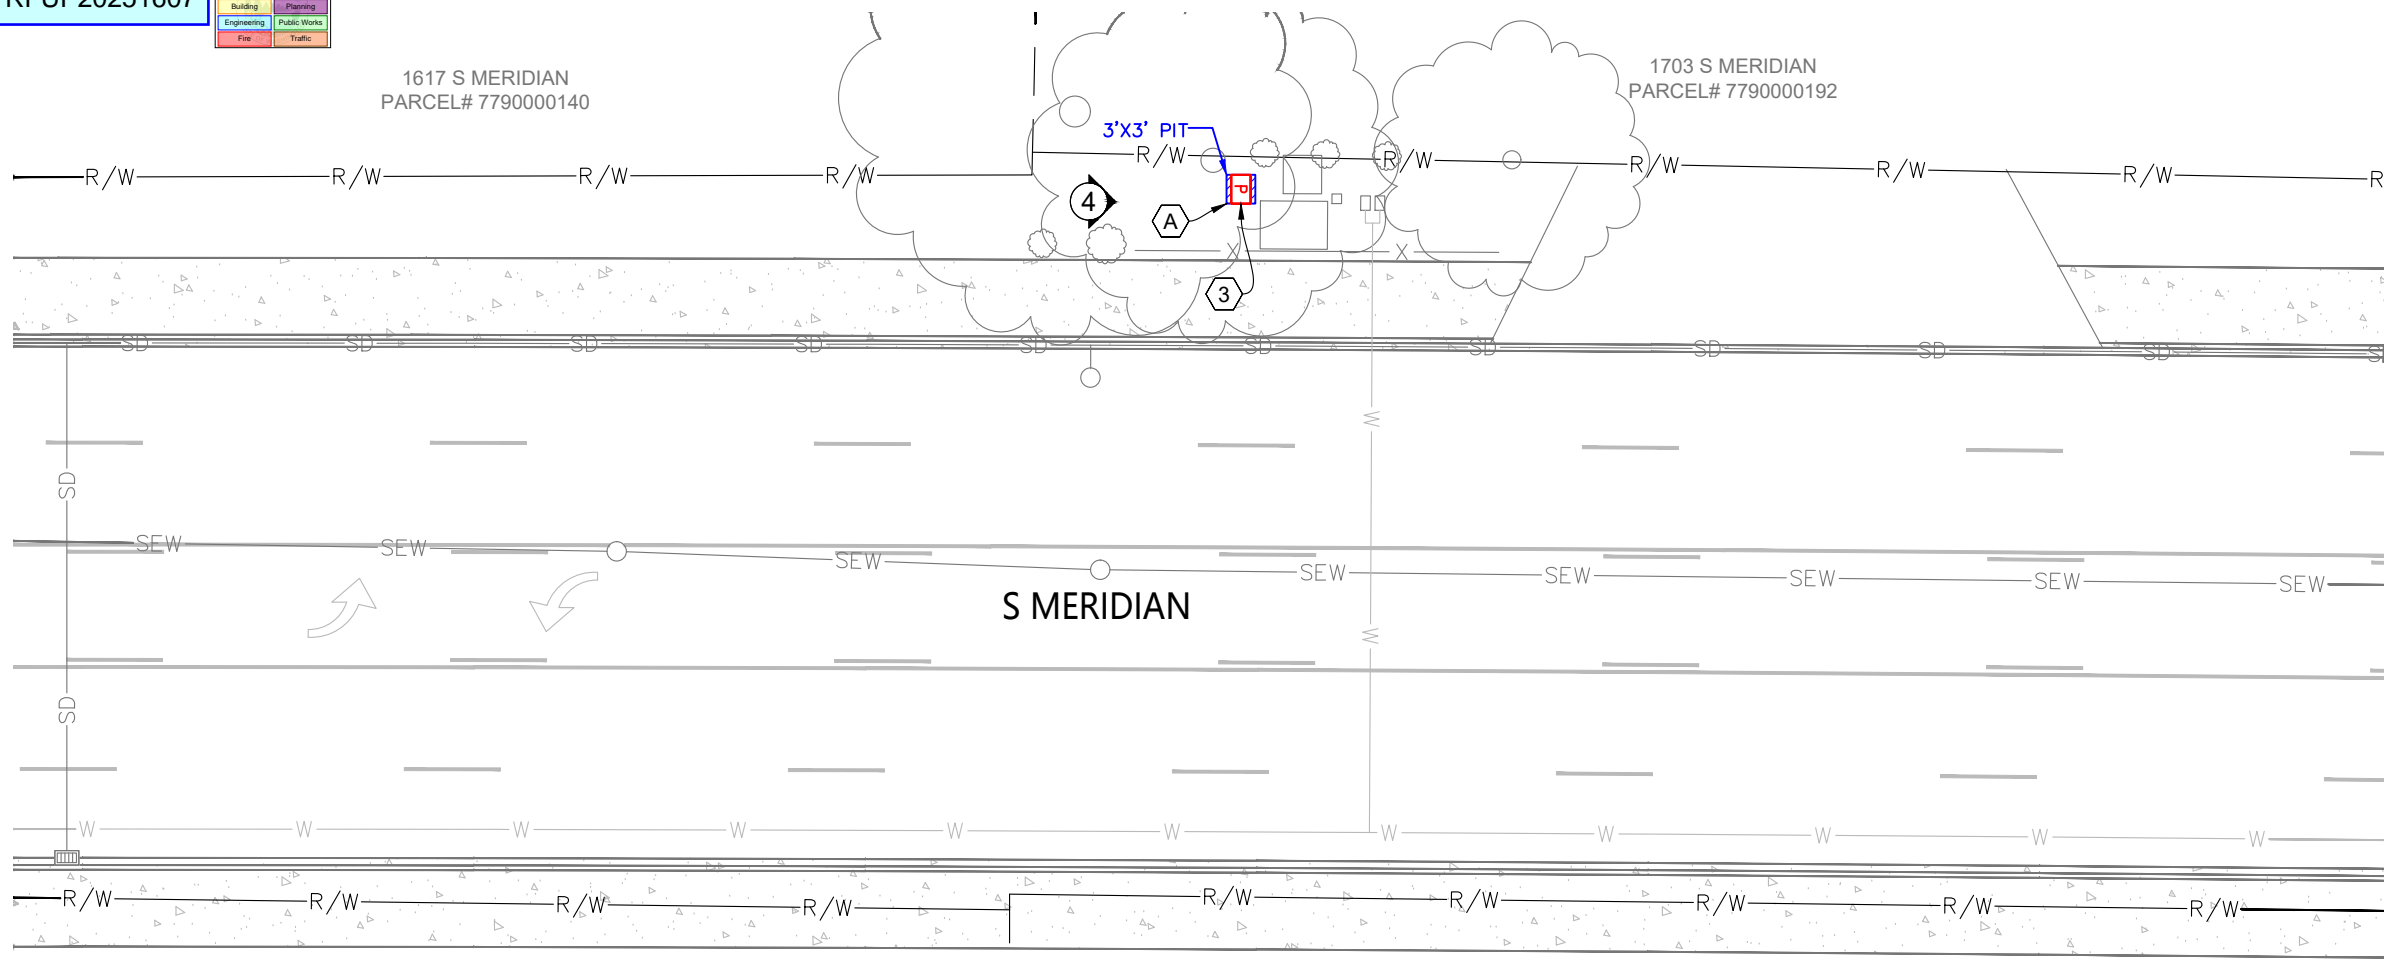 Building Planning
Engineering Public Works
Fire Traffic
1617 S MERIDIAN
PARCEL# 7790000140
1703 S MERIDIAN
PARCEL# 7790000192
3'X3' PIT
R/W R/W R/W R/W R/W R/W R/W R/W R/W
4
A
P
X X
3
SD SD SD SD SD SD SD SD SD SD
W
SD
SEW SEW SEW SEW SEW SEW SEW SEW
S MERIDIAN
W
SD
W W W W W W W W W W W
R/W R/W R/W R/W R/W R/W R/W R/W R/W